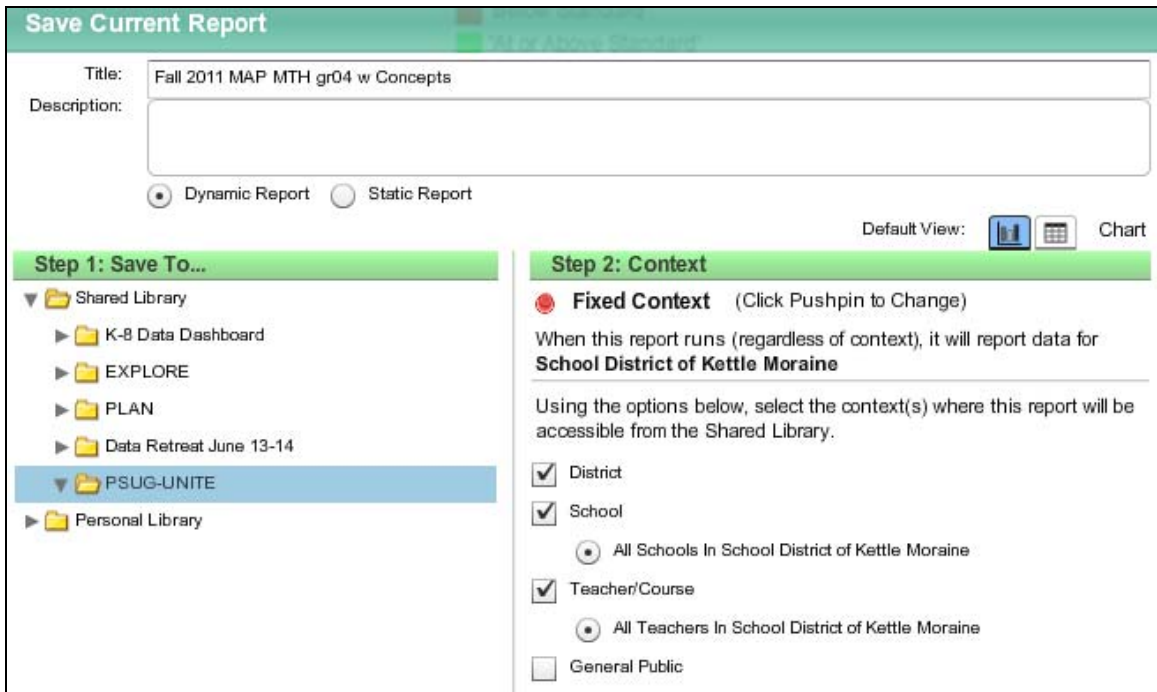 Save Current Report
"At or Above Standard"
Title:
Fall 2011 MAP MTH gr04 w Concepts
Description:
Dynamic Report
Static Report
Default View:
Chart
Step 1: Save To...
Shared Library
K-8 Data Dashboard
EXPLORE
PLAN
Data Retreat June 13-14
PSUG-UNITE
Personal Library
Step 2: Context
Fixed Context (Click Pushpin to Change)
When this report runs (regardless of context), it will report data for
School District of Kettle Moraine
Using the options below, select the context(s) where this report will be
accessible from the Shared Library.
District
School
All Schools In School District of Kettle Moraine
Teacher/Course
All Teachers In School District of Kettle Moraine
General Public